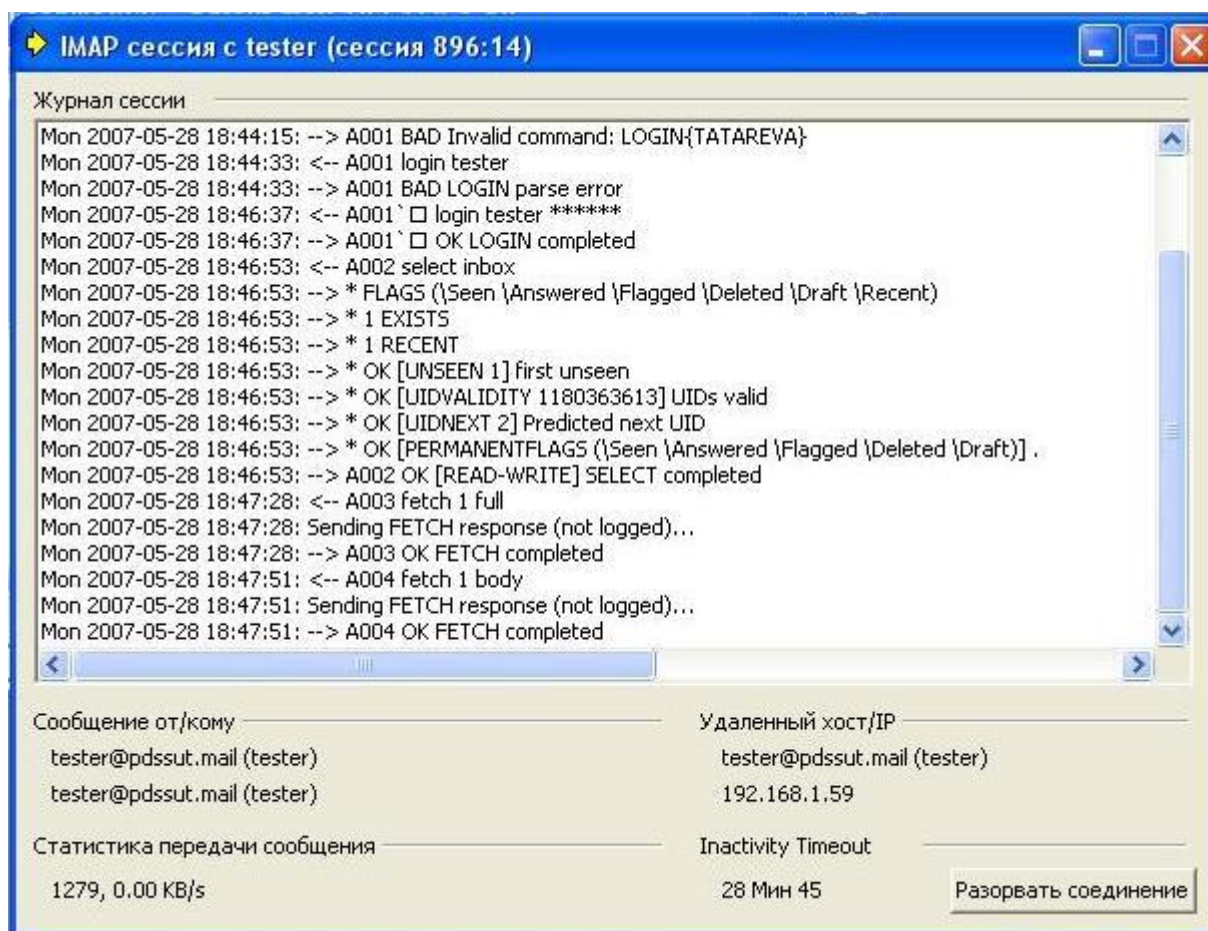 IMAP сессия с tester (сессия 896:14)
Журнал сессии
Mon 2007-05-28 18:44:15: --> A001 BAD Invalid command: LOGIN{TATAREVA}
Mon 2007-05-28 18:44:33: <-- A001 login tester
Mon 2007-05-28 18:44:33: --> A001 BAD LOGIN parse error
Mon 2007-05-28 18:46:37: <-- A001`□ login tester ******
Mon 2007-05-28 18:46:37: --> A001`□ OK LOGIN completed
Mon 2007-05-28 18:46:53: <-- A002 select inbox
Mon 2007-05-28 18:46:53: --> * FLAGS (\Seen \Answered \Flagged \Deleted \Draft \Recent)
Mon 2007-05-28 18:46:53: --> * 1 EXISTS
Mon 2007-05-28 18:46:53: --> * 1 RECENT
Mon 2007-05-28 18:46:53: --> * OK [UNSEEN 1] first unseen
Mon 2007-05-28 18:46:53: --> * OK [UIDVALIDITY 1180363613] UIDs valid
Mon 2007-05-28 18:46:53: --> * OK [UIDNEXT 2] Predicted next UID
Mon 2007-05-28 18:46:53: --> * OK [PERMANENTFLAGS (\Seen \Answered \Flagged \Deleted \Draft)] .
Mon 2007-05-28 18:46:53: --> A002 OK [READ-WRITE] SELECT completed
Mon 2007-05-28 18:47:28: <-- A003 fetch 1 full
Mon 2007-05-28 18:47:28: Sending FETCH response (not logged)...
Mon 2007-05-28 18:47:28: --> A003 OK FETCH completed
Mon 2007-05-28 18:47:51: <-- A004 fetch 1 body
Mon 2007-05-28 18:47:51: Sending FETCH response (not logged)...
Mon 2007-05-28 18:47:51: --> A004 OK FETCH completed
Сообщение от/кому
tester@pdssut.mail (tester)
tester@pdssut.mail (tester)
Удаленный хост/IP
tester@pdssut.mail (tester)
192.168.1.59
Статистика передачи сообщения
1279, 0.00 KB/s
Inactivity Timeout
28 Мин 45
Разорвать соединение